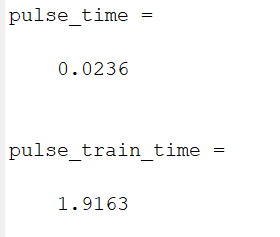 pulse_time =
0.0236
pulse_train_time =
1.9163